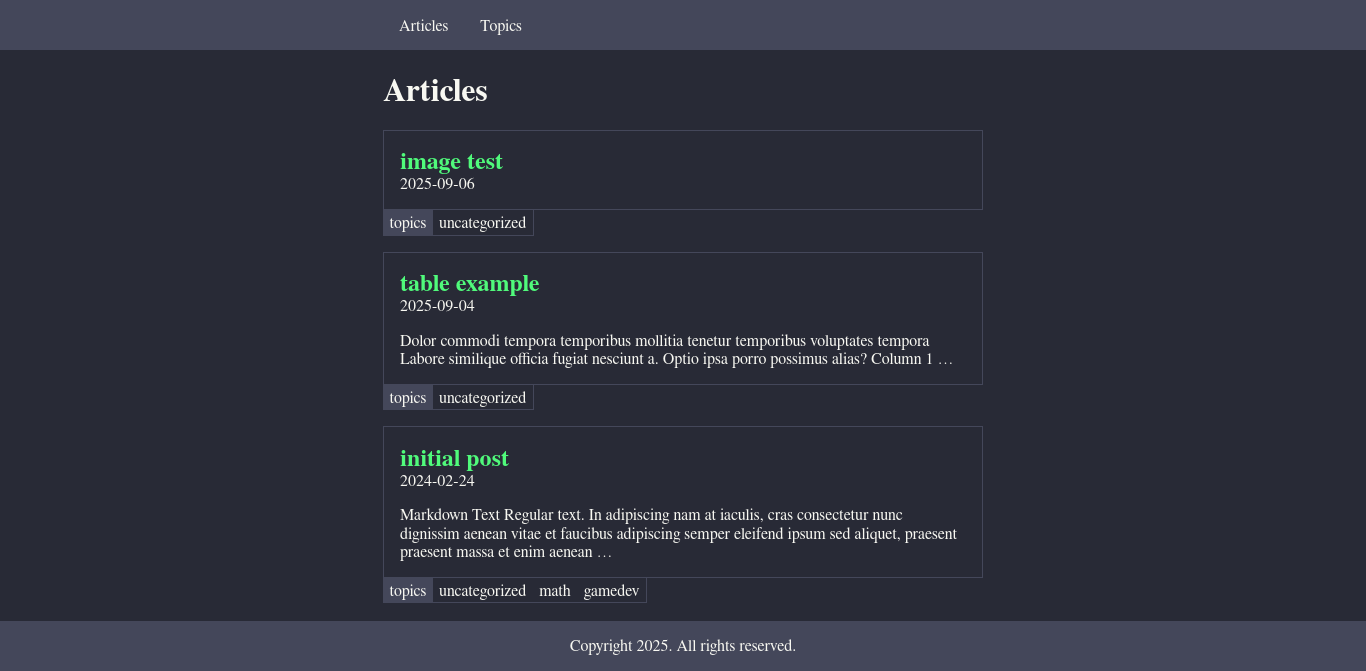 Articles Topics
Articles
image test
2025-09-06
topics uncategorized
table example
2025-09-04
Dolor commodi tempora temporibus mollitia tenetur temporibus voluptates tempora
Labore similique officia fugiat nesciunt a. Optio ipsa porro possimus alias? Column 1 …
topics uncategorized
initial post
2024-02-24
Markdown Text Regular text. In adipiscing nam at iaculis, cras consectetur nunc
dignissim aenean vitae et faucibus adipiscing semper eleifend ipsum sed aliquet, praesent
praesent massa et enim aenean …
topics uncategorized math gamedev
Copyright 2025. All rights reserved.